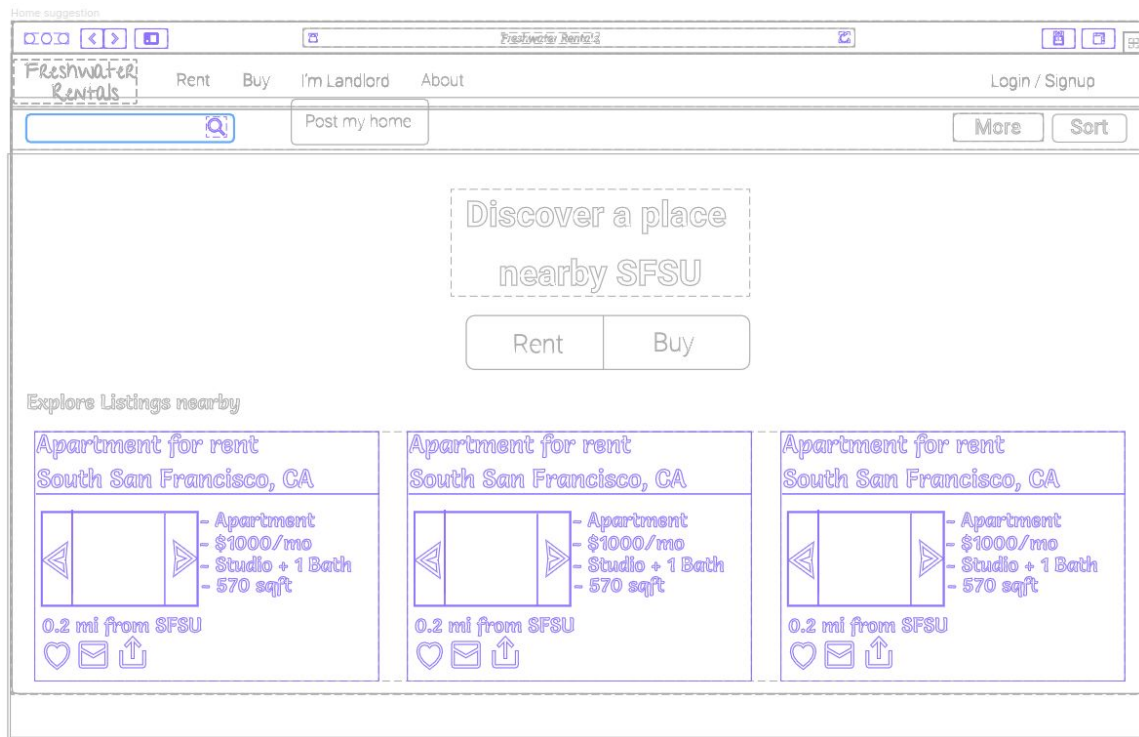 Home suggestion
Freshwater Rentals
Freshwater
Rentals
Rent
Buy
I'm Landlord
About
Login / Signup
Post my home
More
Sort
Discover a place
nearby SFSU
Rent
Buy
Explore Listings nearby
Apartment for rent
South San Francisco, CA
- Apartment
- $1000/mo
- Studio + 1 Bath
- 570 sqft
0.2 mi from SFSU
Apartment for rent
South San Francisco, CA
- Apartment
- $1000/mo
- Studio + 1 Bath
- 570 sqft
0.2 mi from SFSU
Apartment for rent
South San Francisco, CA
- Apartment
- $1000/mo
- Studio + 1 Bath
- 570 sqft
0.2 mi from SFSU